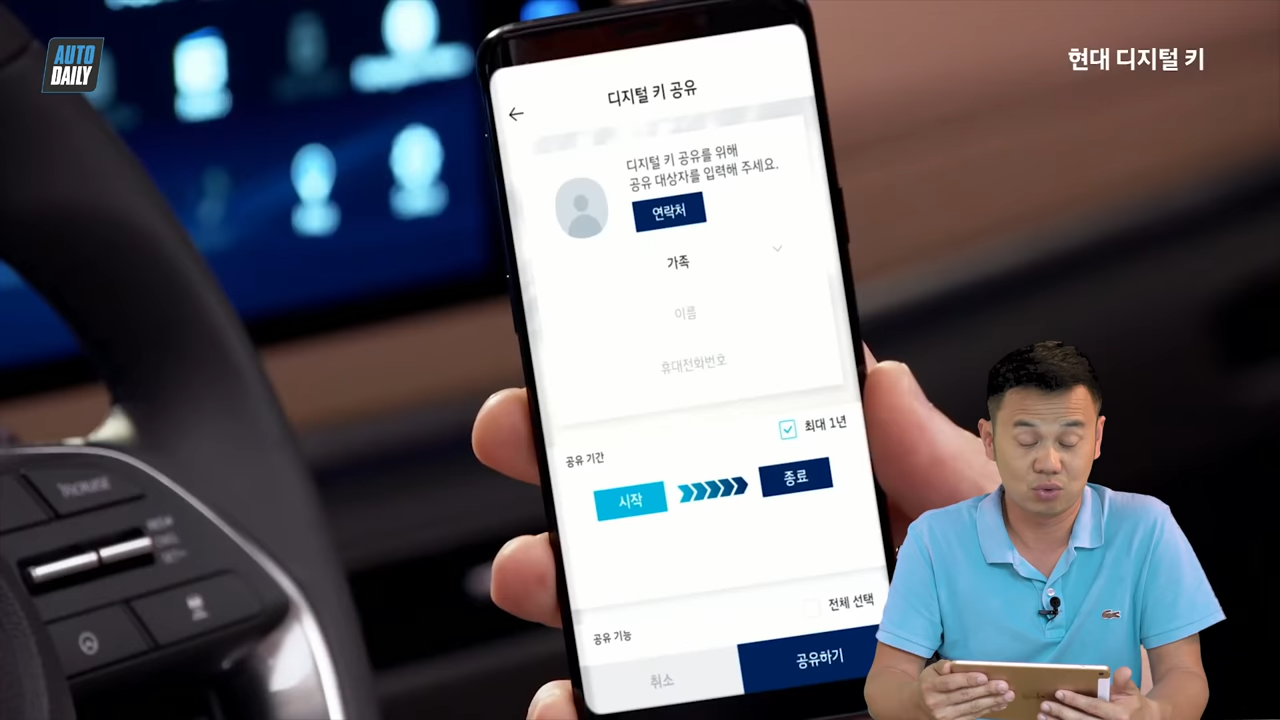 AUTO
DAILY
현대 디지털 키
디지털 키 공유
디지털 키 공유를 위해
공유 대상자를 입력해 주세요.
연락처
가족
이름
휴대전화번호
최대 1년
공유 기간
시작
종료
전체 선택
공유 기능
취소
공유하기